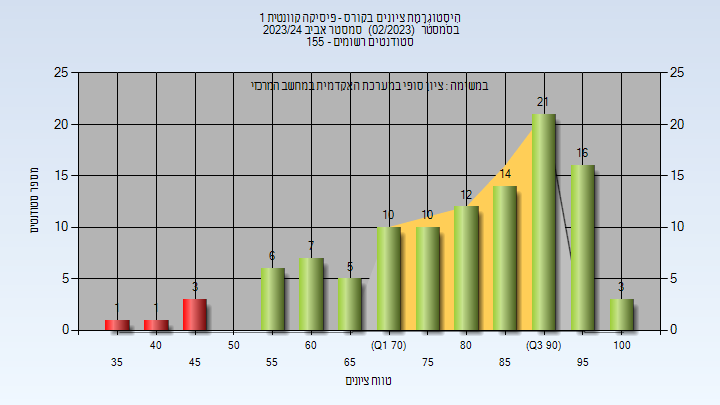 הִיסְטוֹגְרָמַת ציונים בקורס - פיסיקה קוונטית 1
בסמסטר (02/2023) סמסטר אביב 2023/24
סטודנטים רשומים - 155
במשימה : ציון סופי במערכת האקדמית במחשב המרכזי
מספר סטודנטים
25 25
20 20
15 15
10 10
5 5
0 0
1 1 3 6 7 5 10 10 12 14 21 16 3
40 50 60 (Q1 70) 80 (Q3 90) 100
35 45 55 65 75 85 95
טווח ציונים